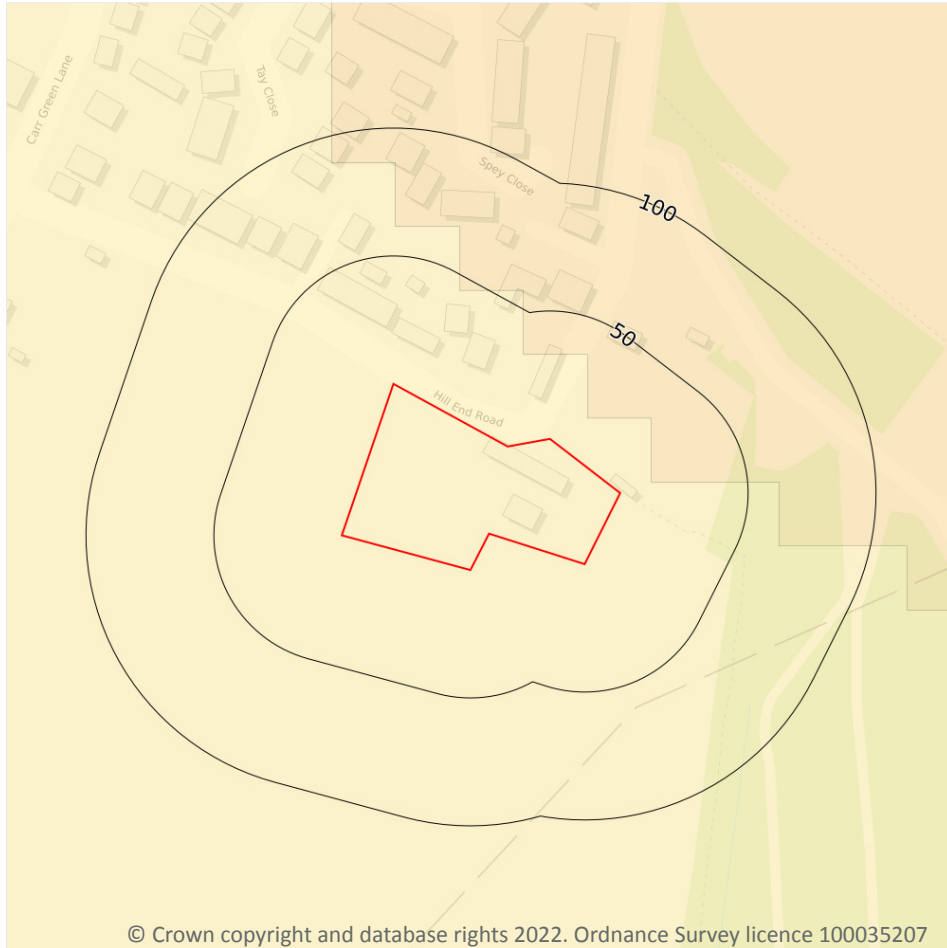 Carr Green Lane
Tay Close
Spey Close
100
50
Hill End Road
© Crown copyright and database rights 2022. Ordnance Survey licence 100035207